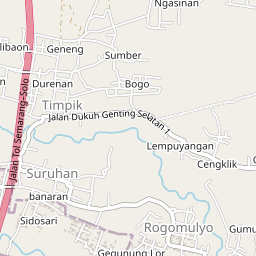 Ngasinan
libaon
Geneng
Sumber
Durenan
Bogo
Timpik
Jalan Dukuh Genting Selatan 1
Jalan Tol Semarang-Solo
Lempuyangan
Cengklik
Suruhan
banaran
Sidosari
Rogomulyo
Gumu
Gegunung Lor